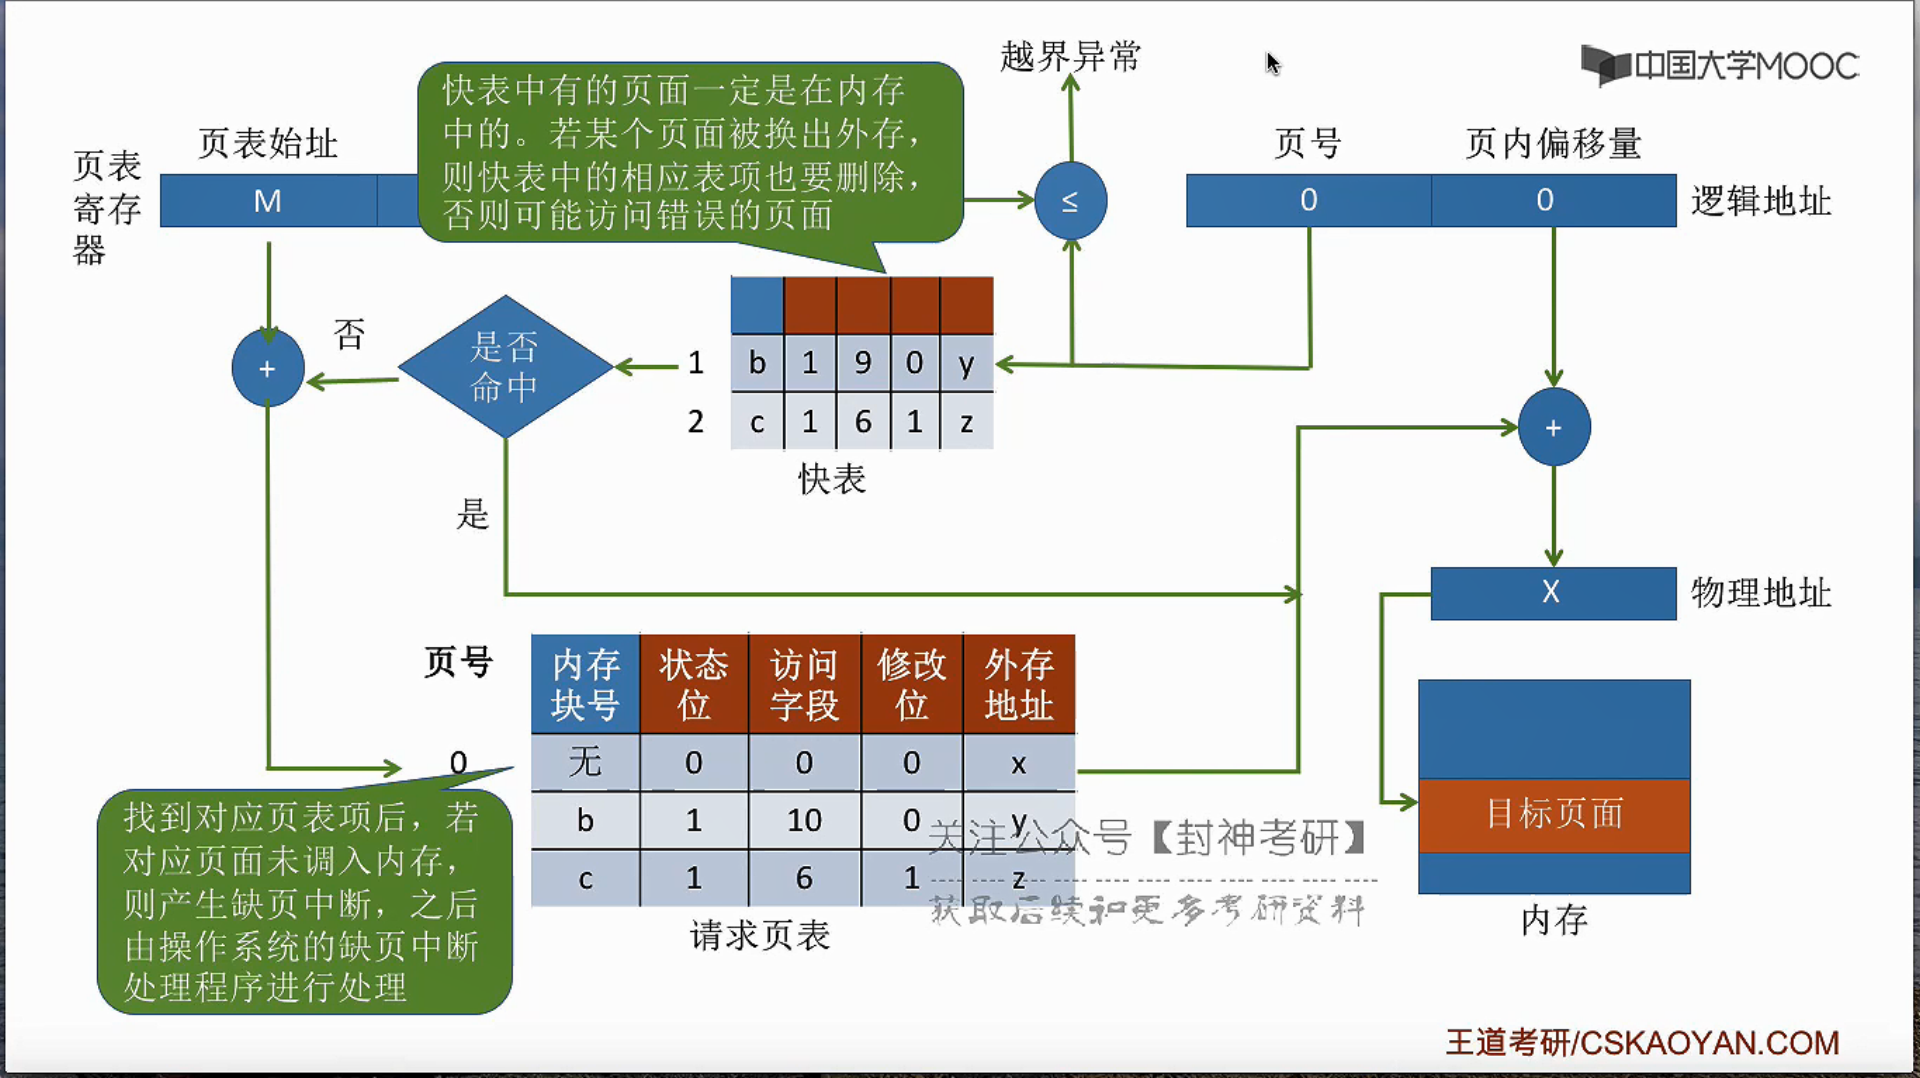 越界异常
中国大学MOOC
快表中有的页面一定是在内存
中的。若某个页面被换出外存，
则快表中的相应表项也要删除，
否则可能访问错误的页面
页表始址
页号
页内偏移量
页表
寄存
器
M
≤
0
0
逻辑地址
否
是否
命中
+
1
b
1
9
0
y
2
c
1
6
1
z
快表
+
是
X
物理地址
页号
内存
块号
状态
位
访问
字段
修改
位
外存
地址
0
无
0
0
0
x
b
1
10
0
y
c
1
6
1
z
请求页表
找到对应页表项后，若
对应页面未调入内存，
则产生缺页中断，之后
由操作系统的缺页中断
处理程序进行处理
目标页面
内存
关注公众号【封神考研】
获取后续和更多考研资料
王道考研/CSKAOYAN.COM